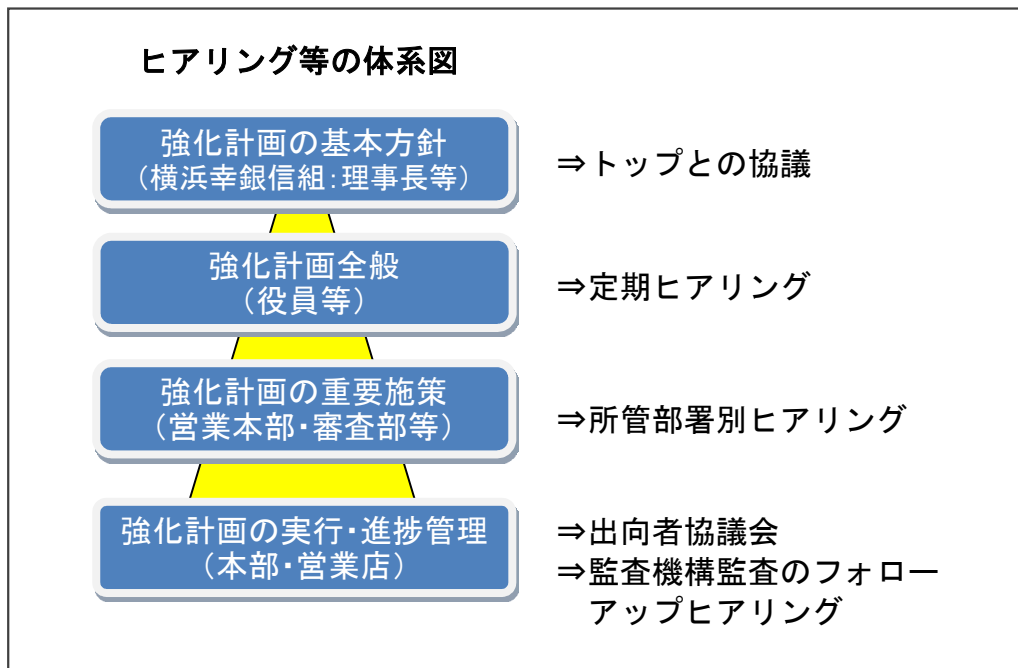 ヒアリング等の体系図
強化計画の基本方針
（横浜幸銀信組：理事長等）
⇒トップとの協議
強化計画全般
（役員等）
⇒定期ヒアリング
強化計画の重要施策
（営業本部・審査部等）
⇒所管部署別ヒアリング
強化計画の実行・進捗管理
（本部・営業店）
⇒出向者協議会
⇒監査機構監査のフォロー
アップヒアリング